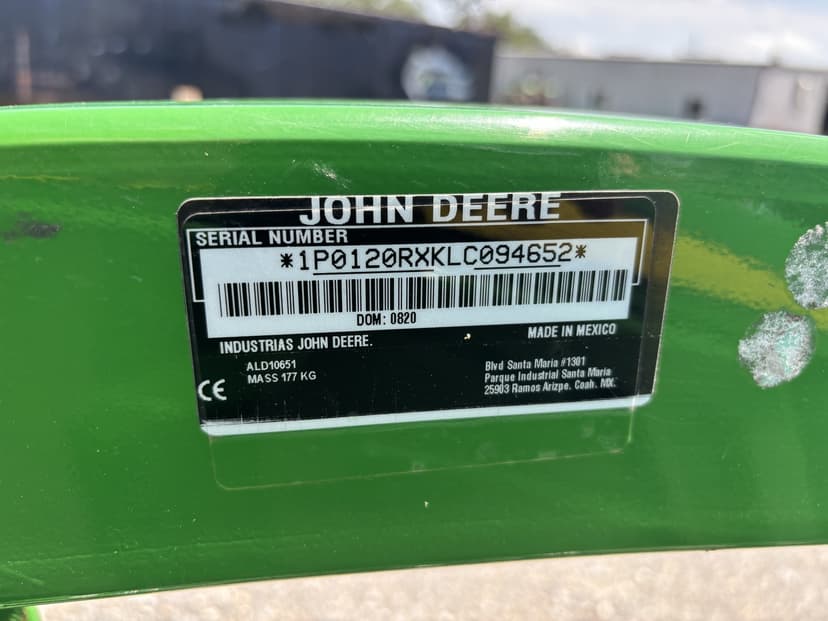 JOHN DEERE
SERIAL NUMBER
*1P0120RXKLC094652*
DOM: 0820
INDUSTRIAS JOHN DEERE.
MADE IN MEXICO
ALD10651
MASS 177 KG
Blvd Santa Maria #1301
Parque Industrial Santa Maria
25903 Ramos Arizpe. Coah. MX.
CE